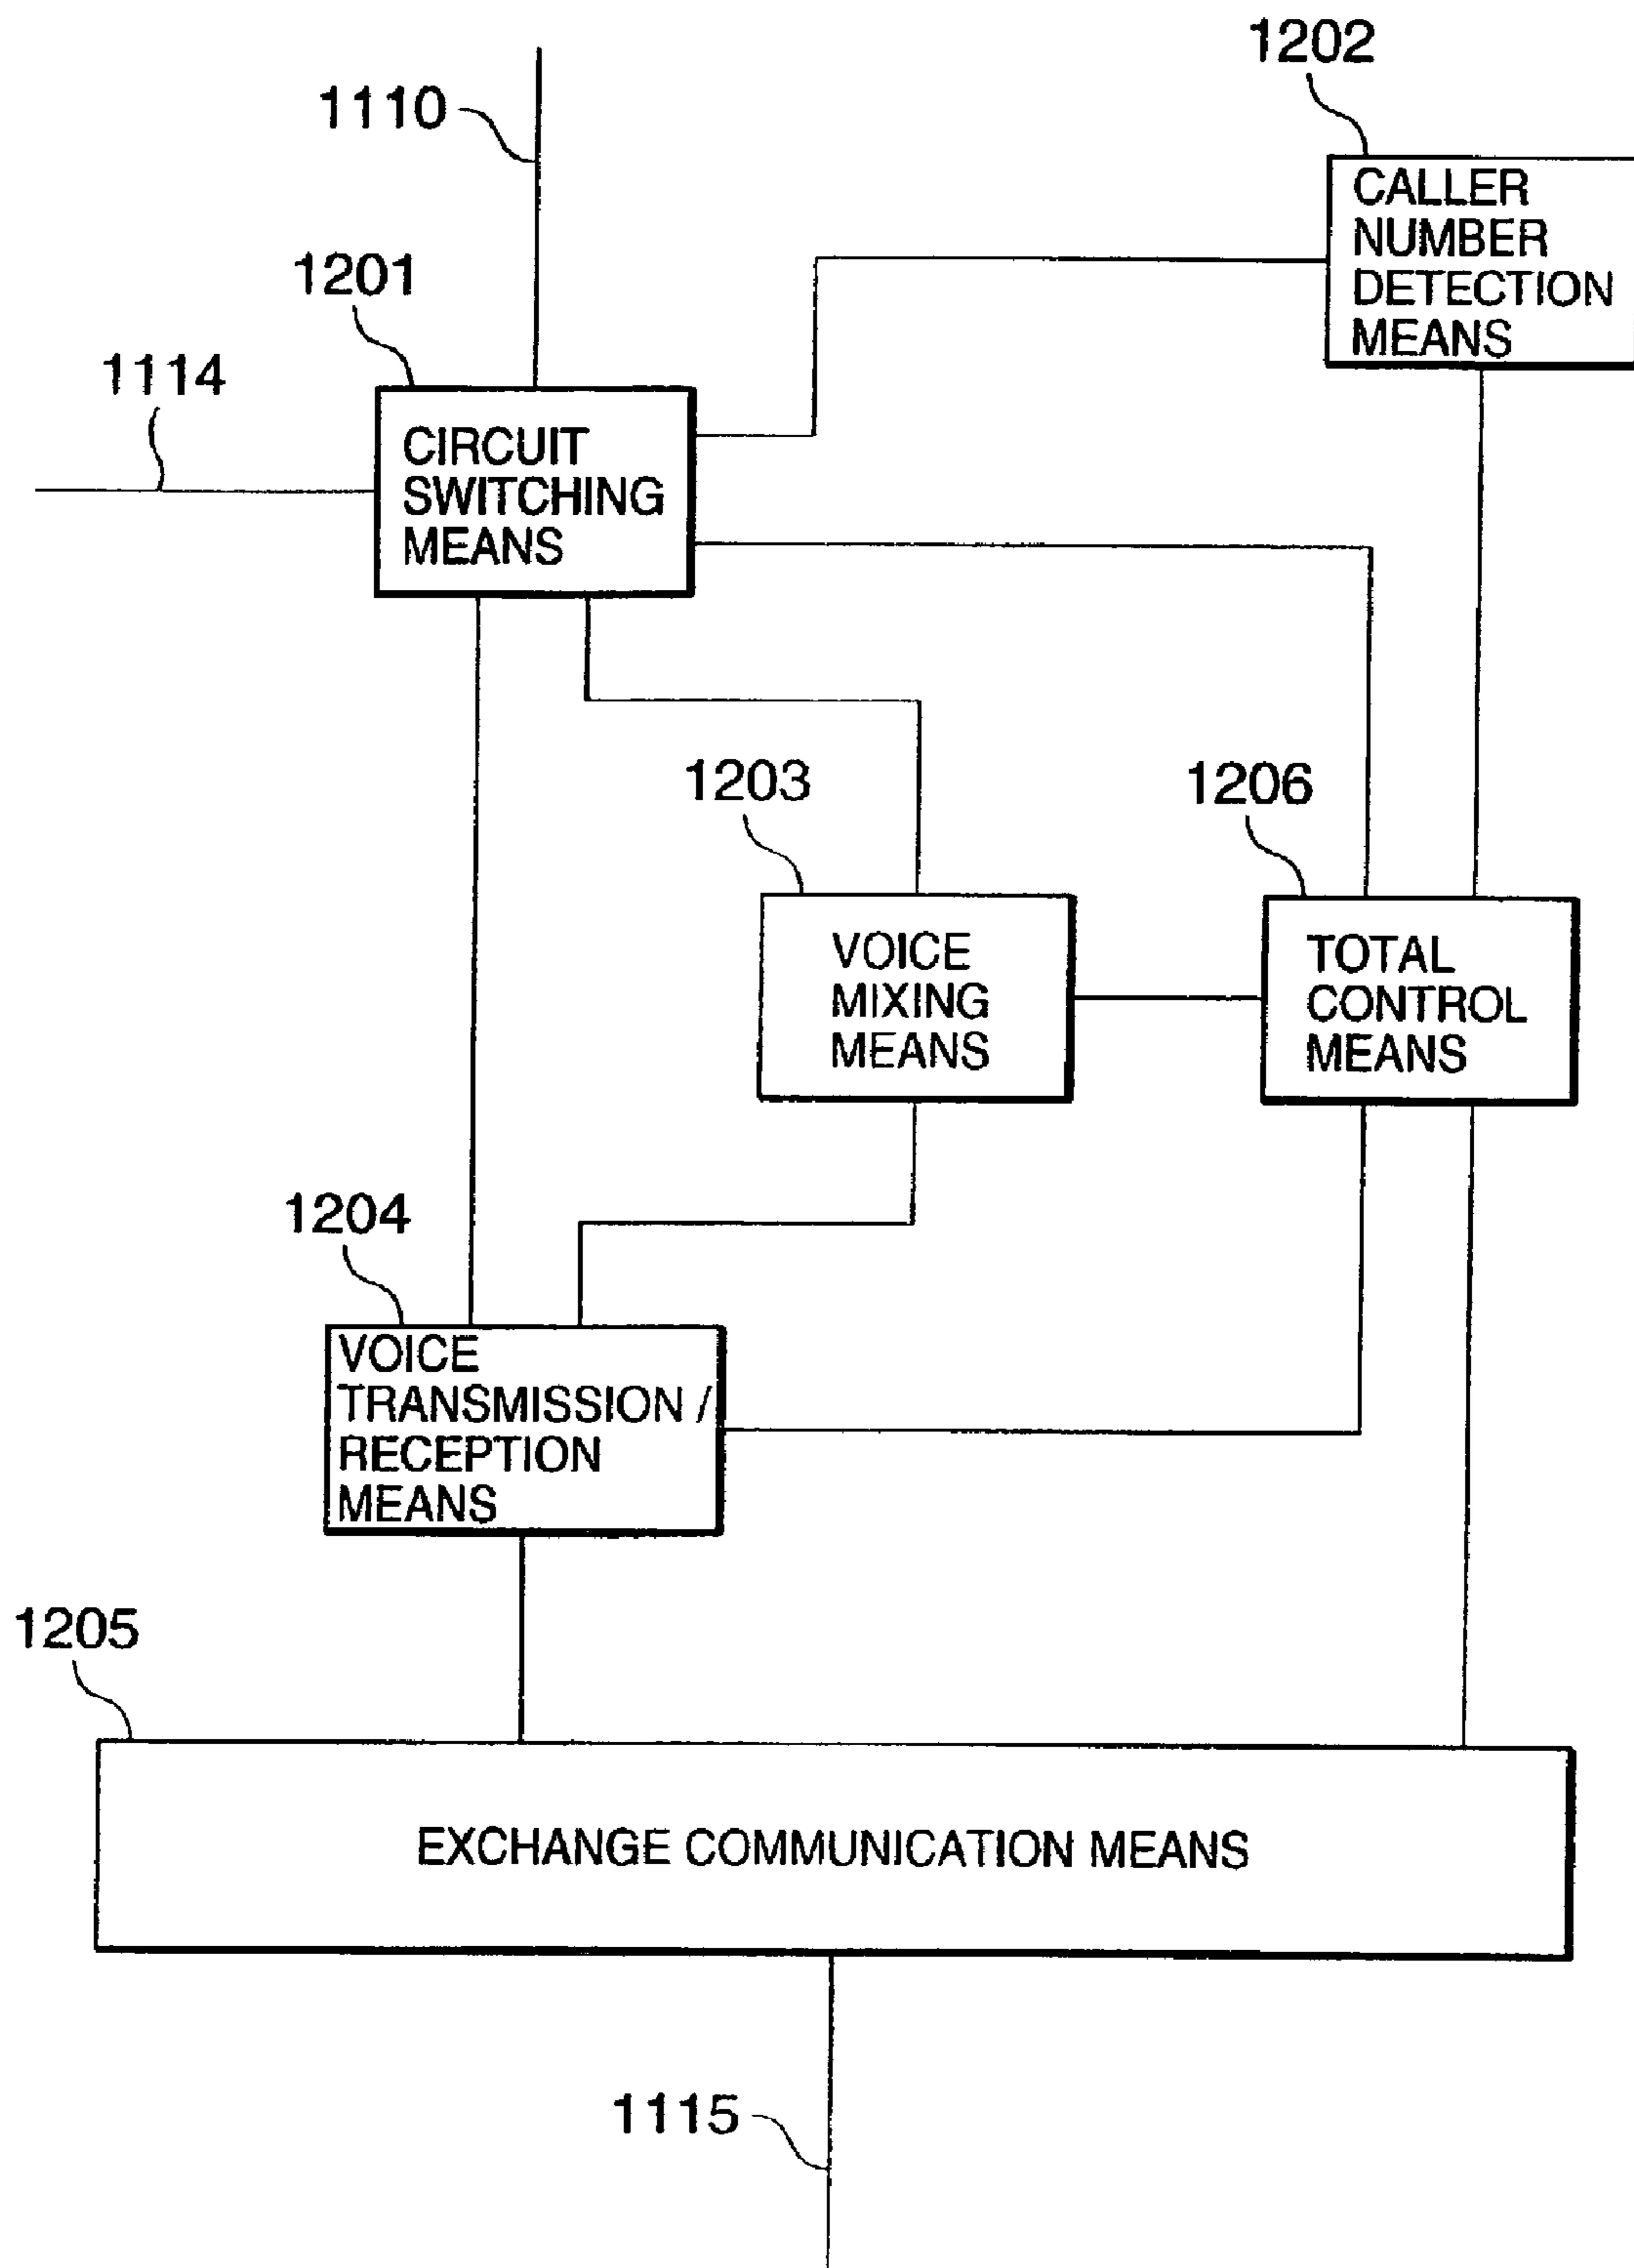 1202
1110
CALLER
NUMBER
DETECTION
MEANS
1201
1114
CIRCUIT
SWITCHING
MEANS
1203
1206
VOICE
MIXING
MEANS
TOTAL
CONTROL
MEANS
1204
VOICE
TRANSMISSION /
RECEPTION
MEANS
1205
EXCHANGE COMMUNICATION MEANS
1115